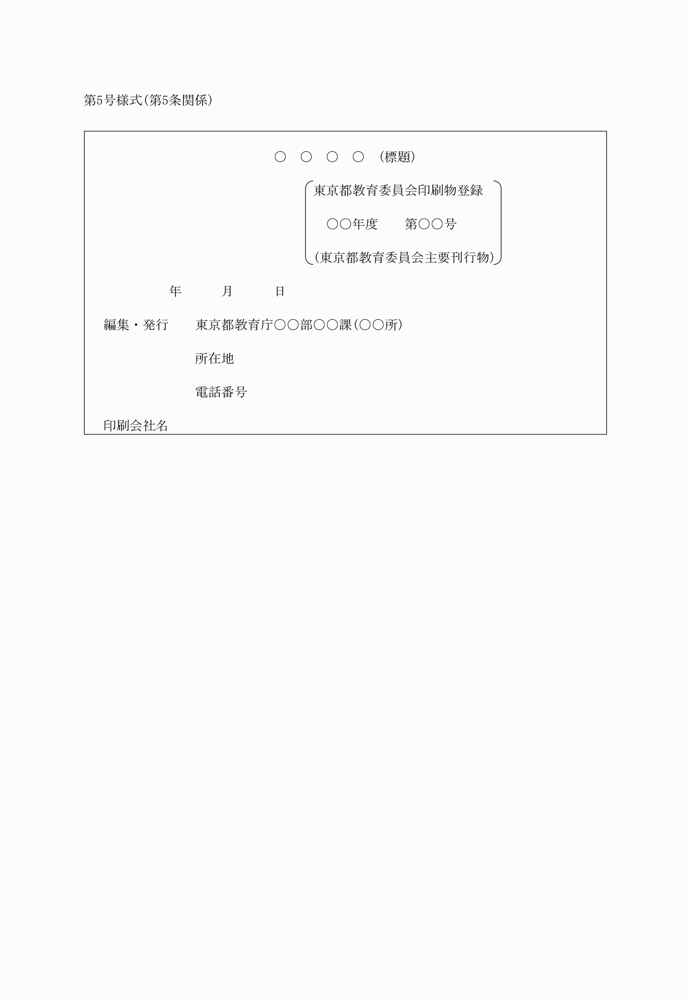 第5号様式(第5条関係)
○　○　○　○　(標題)
東京都教育委員会印刷物登録
○○年度　　第○○号
(東京都教育委員会主要刊行物)
年　　　月　　　日
編集・発行　　東京都教育庁○○部○○課(○○所)
所在地
電話番号
印刷会社名